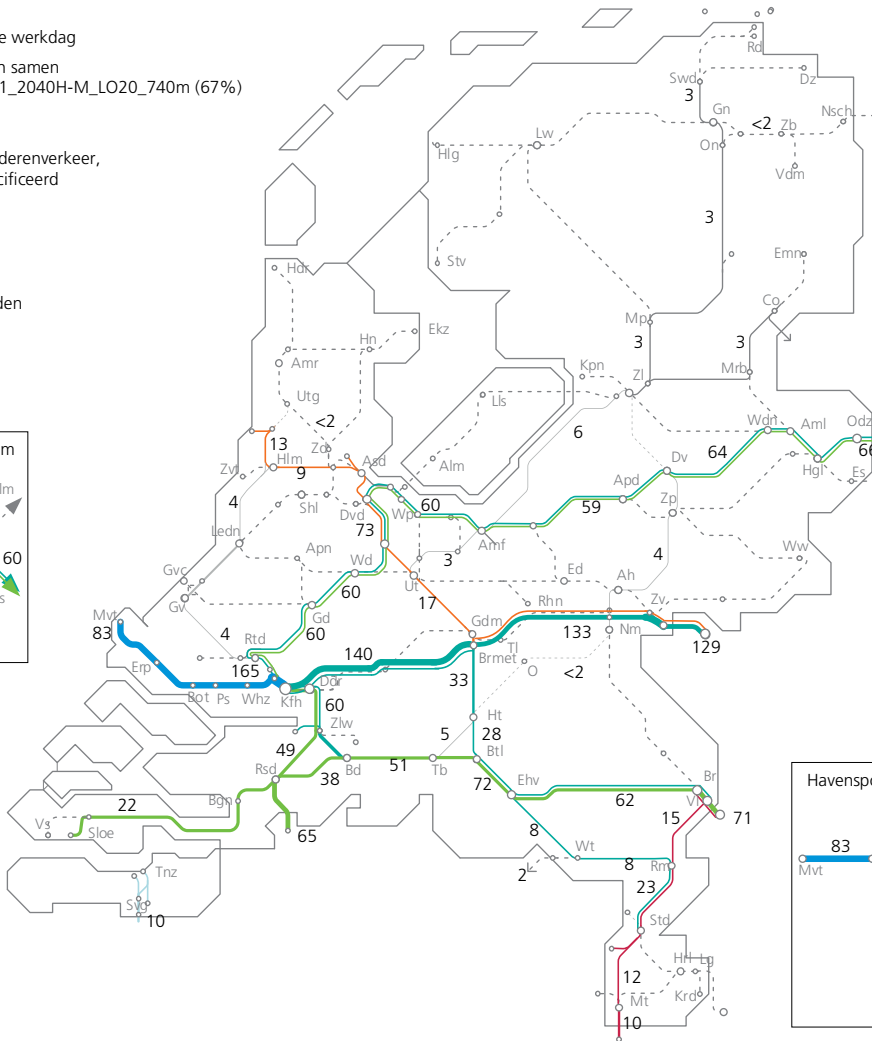 e werkdag
n samen
1_2040H-M_LO20_740m (67%)
derenverkeer,
cificeerd
den
m
lm
60
s
Rd
Swd
Dz
3
Gn
<2
Zb
Nsch
On
Vdm
Lw
Hlg
3
Stv
Emn
Hdr
Co
Mp
3
3
Mrb
Ekz
Hn
Amr
Kpn
Zl
Utg
Lls
<2
6
Wdn
Aml
Odz
13
Zd
66
Hlm
Asd
64
Hgl
Zvt
9
Alm
Dv
Es
Apd
4
Shl
Wp
60
59
Zp
Dvd
Ledn
73
Amf
Apn
Wd
3
4
Ww
Gvc
Ut
Ed
Ah
60
Gv
17
Rhn
Zv
Mvt
Gd
83
60
Gdm
133
Nm
4
Rtd
Tl
129
140
Brmet
Erp
165
O
<2
Ddr
33
Bot
Ps
Whz
Kfh
60
Ht
Zlw
5
28
49
Btl
Rsd
Bd
51
Tb
38
72
Ehv
Br
Havenspo
22
Bgn
62
Vl
15
71
Vs
Sloe
65
8
83
Wt
8
Rm
Mvt
Tnz
2
23
Svg
10
Std
Hrl
Lg
12
Krd
Mt
10